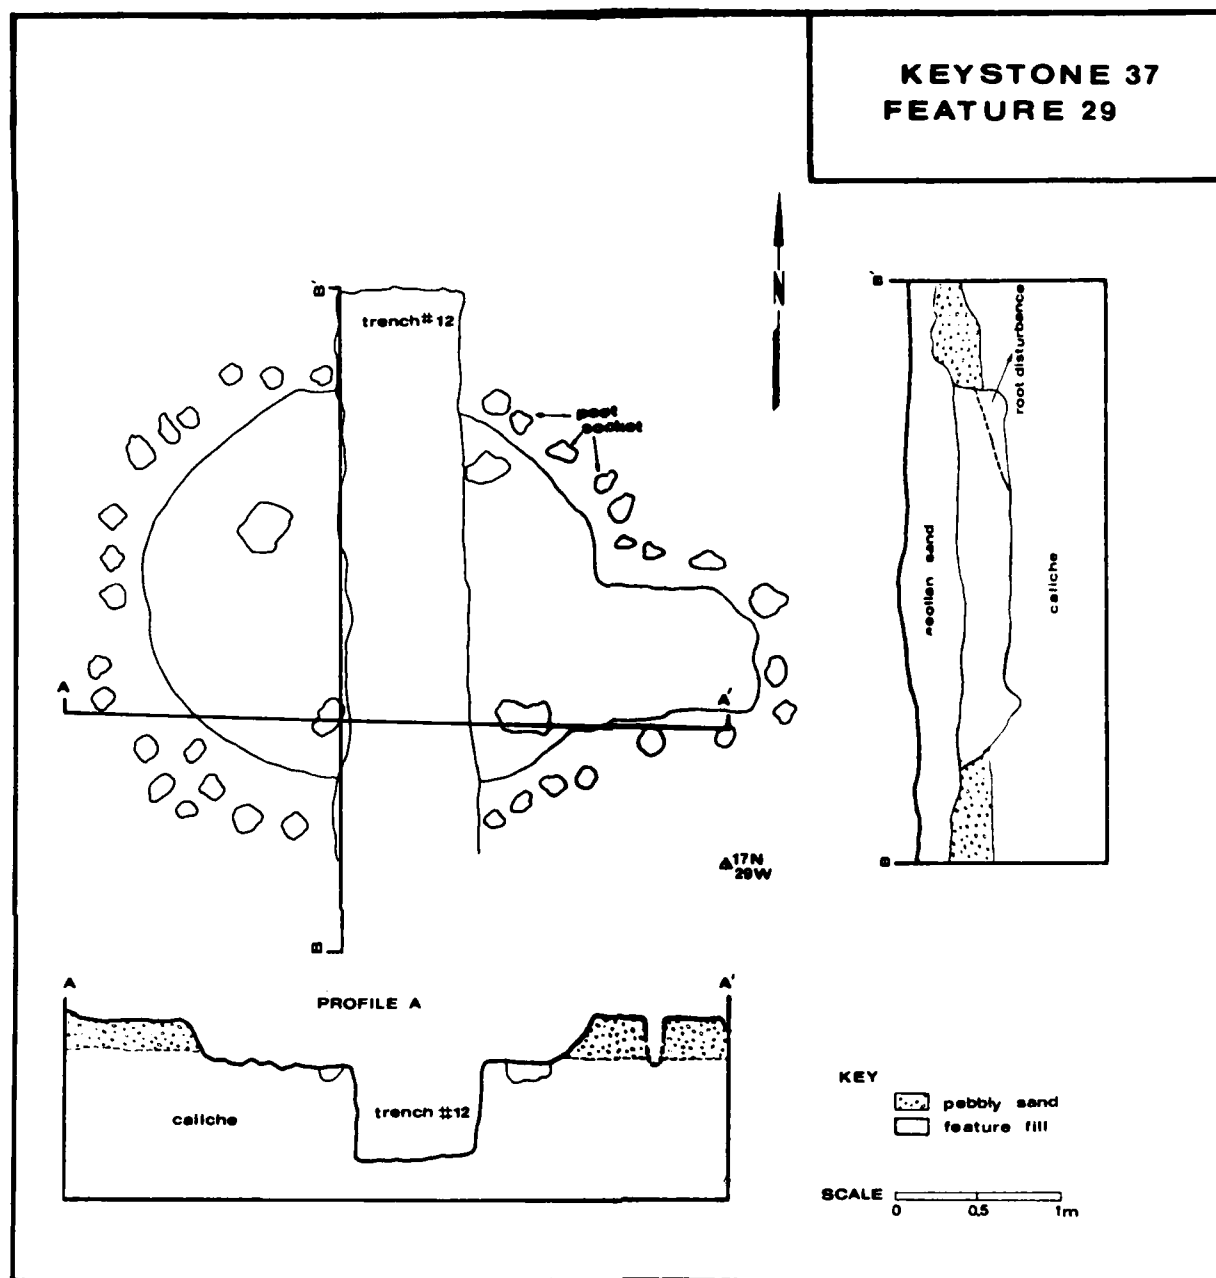 KEYSTONE 37
FEATURE 29
N
B'
trench#12
post
socket
A
A'
17N
29W
B
B'
root disturbance
aeolian sand
caliche
B
A
A'
PROFILE A
caliche
trench #12
KEY
pebbly sand
feature fill
SCALE
0 0.5 1m